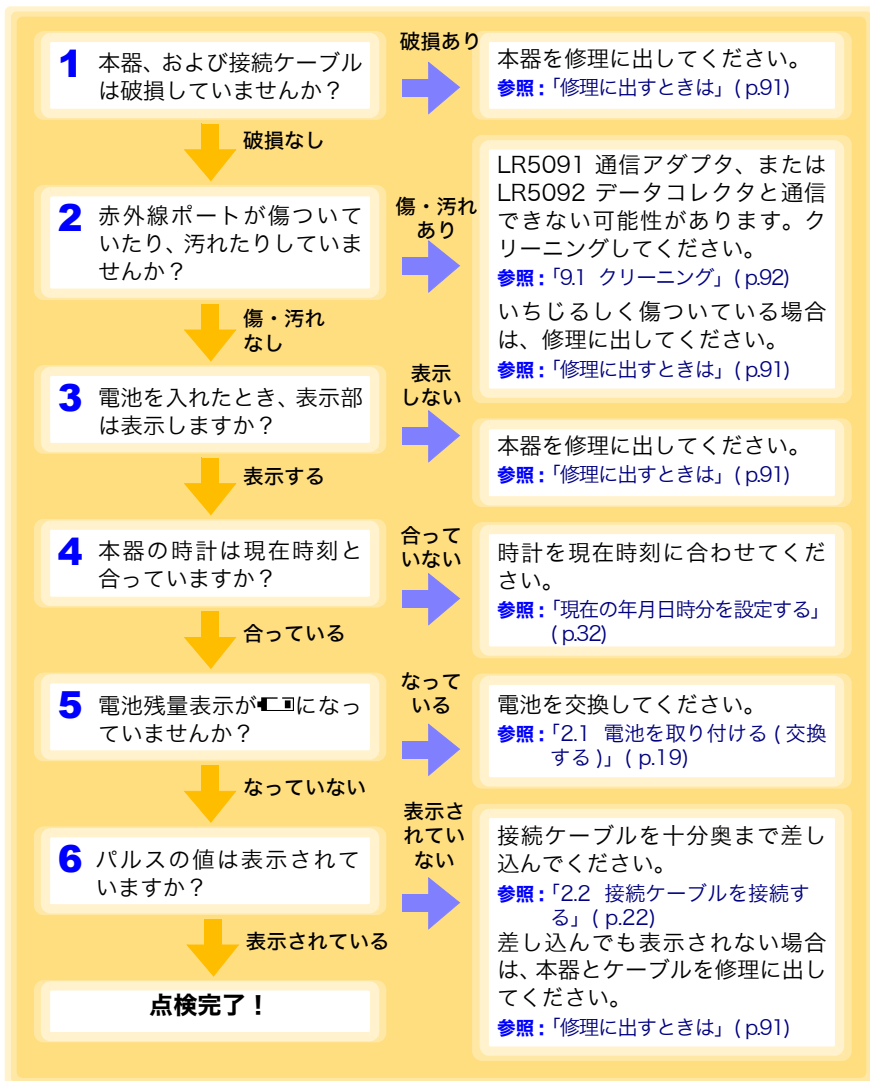 1 本器、および接続ケーブル
は破損していませんか？
破損あり
本器を修理に出してください。
参照：「修理に出すときは」( p.91)
破損なし
2 赤外線ポートが傷ついて
いたり、汚れたりしていま
せんか？
傷・汚れ
あり
LR5091 通信アダプタ、または
LR5092 データコレクタと通信
できない可能性があります。ク
リーニングしてください。
参照：「9.1 クリーニング」( p.92)
いちじるしく傷ついている場合
は、修理に出してください。
参照：「修理に出すときは」( p.91)
傷・汚れ
なし
3 電池を入れたとき、表示部
は表示しますか？
表示
しない
本器を修理に出してください。
参照：「修理に出すときは」( p.91)
表示する
4 本器の時計は現在時刻と
合っていますか？
合って
いない
時計を現在時刻に合わせてくだ
さい。
参照：「現在の年月日時分を設定する」
( p.32)
合っている
5 電池残量表示がになっ
ていませんか？
なって
いる
電池を交換してください。
参照：「2.1 電池を取り付ける ( 交換
する )」( p.19)
なっていない
6 パルスの値は表示されて
いますか？
表示さ
れてい
ない
接続ケーブルを十分奥まで差し
込んでください。
参照：「2.2 接続ケーブルを接続す
る」( p.22)
差し込んでも表示されない場合
は、本器とケーブルを修理に出し
てください。
参照：「修理に出すときは」( p.91)
表示されている
点検完了！